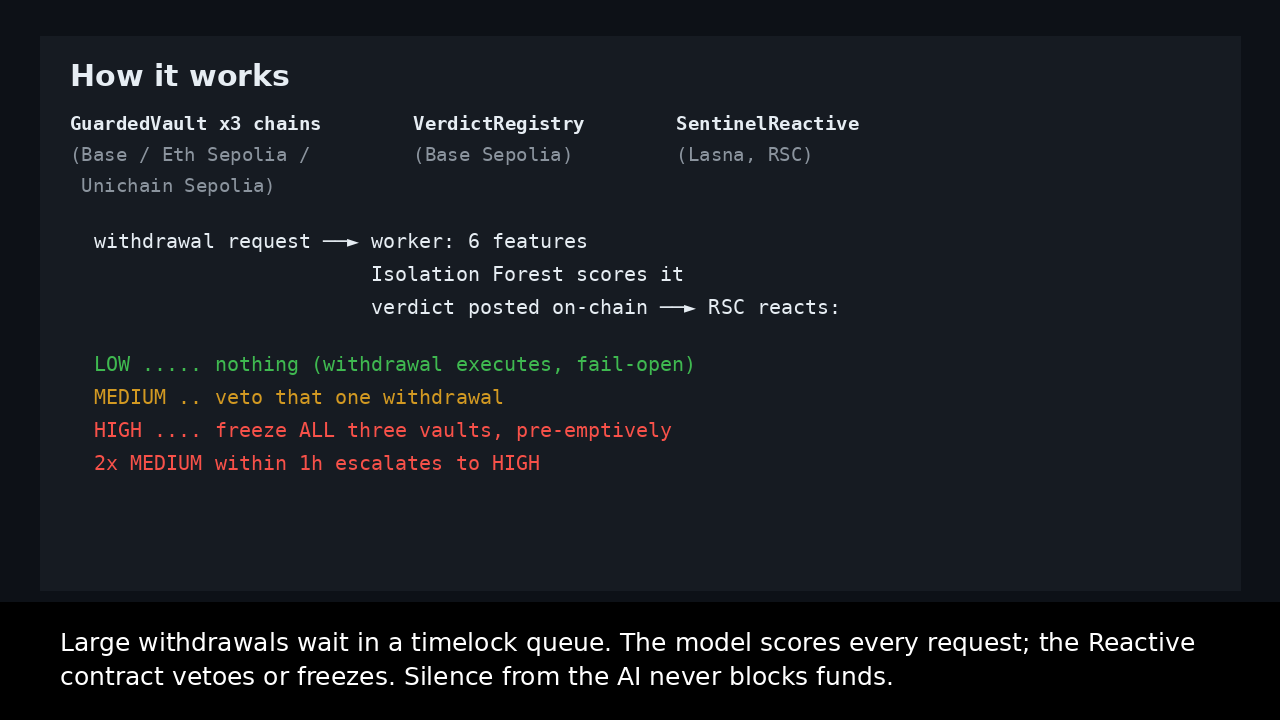 How it works
GuardedVault x3 chains VerdictRegistry SentinelReactive
(Base / Eth Sepolia / (Base Sepolia) (Lasna, RSC)
Unichain Sepolia)
withdrawal request ──► worker: 6 features
Isolation Forest scores it
verdict posted on-chain ──► RSC reacts:
LOW ..... nothing (withdrawal executes, fail-open)
MEDIUM .. veto that one withdrawal
HIGH .... freeze ALL three vaults, pre-emptively
2x MEDIUM within 1h escalates to HIGH
Large withdrawals wait in a timelock queue. The model scores every request; the Reactive
contract vetoes or freezes. Silence from the AI never blocks funds.